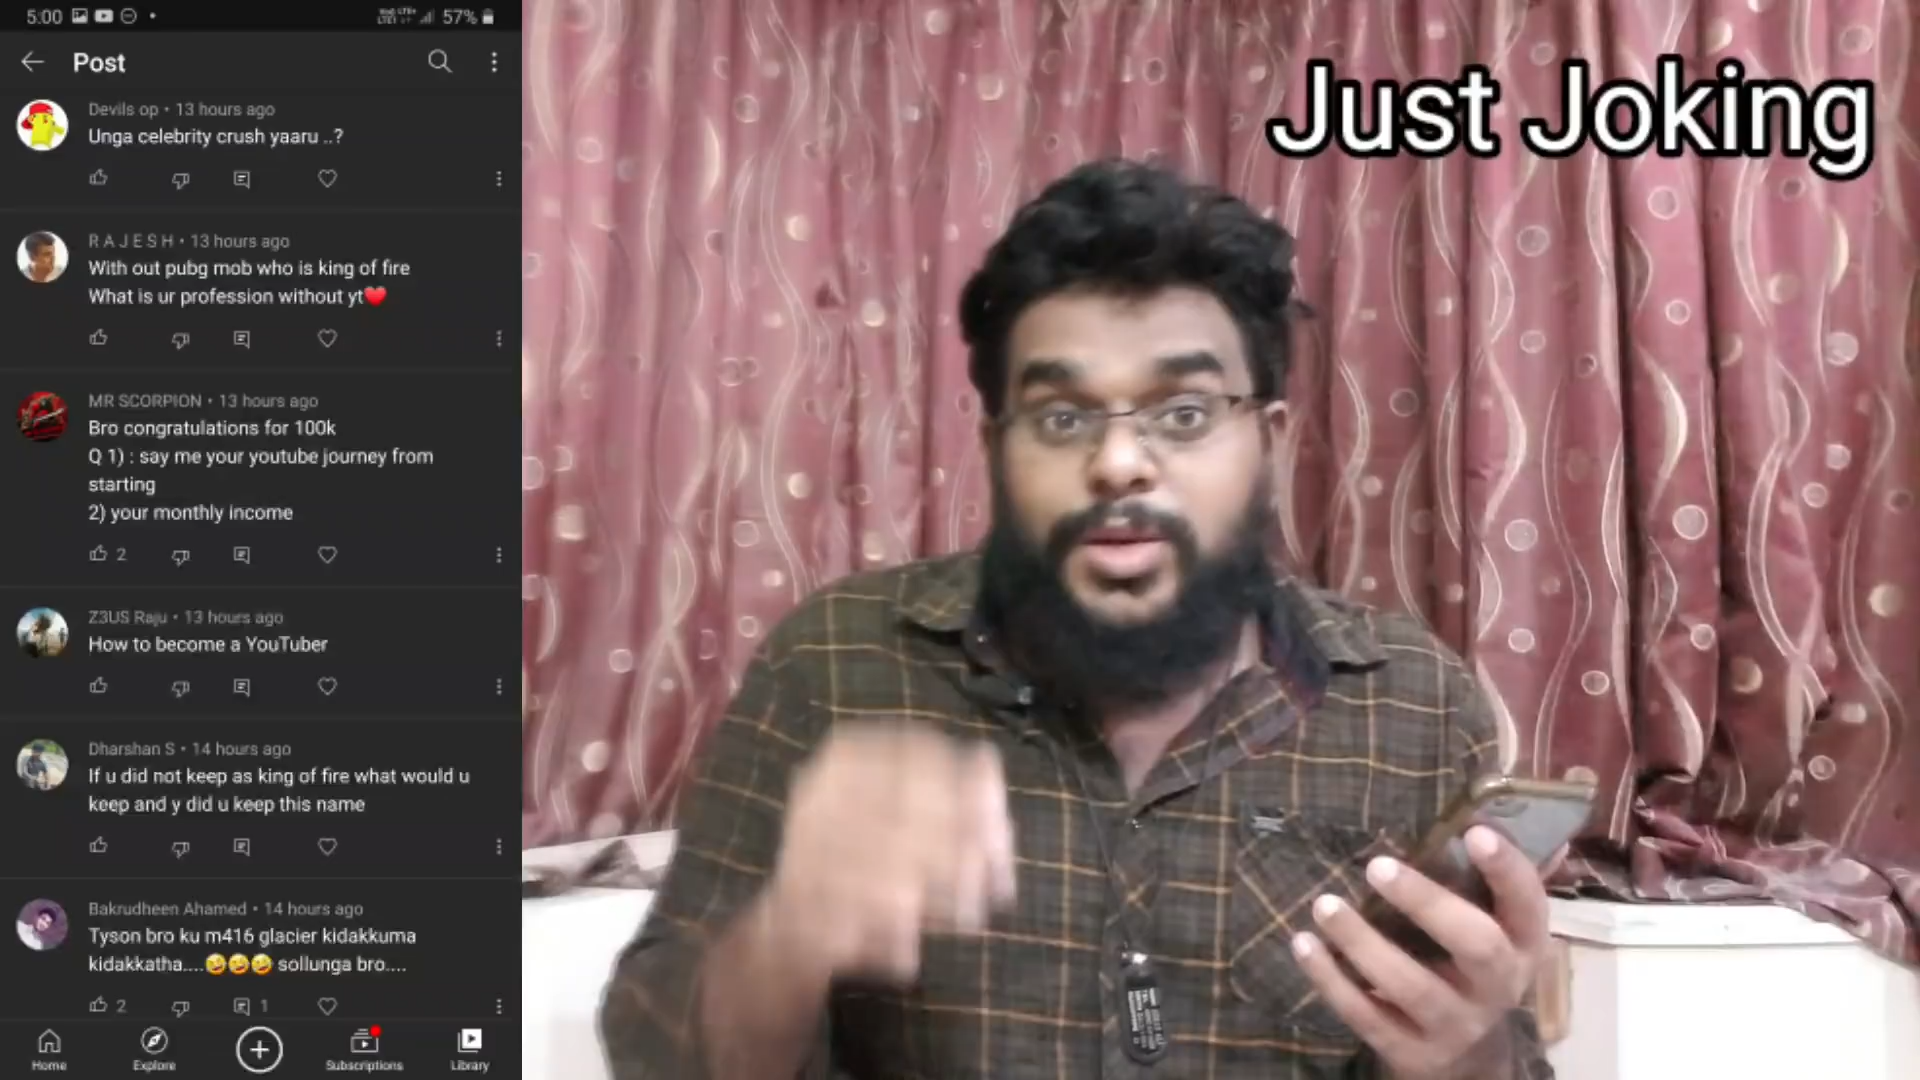 5:00
57%
Post
Devils op • 13 hours ago
Unga celebrity crush yaaru ..?
R A J E S H • 13 hours ago
With out pubg mob who is king of fire
What is ur profession without yt❤️
MR SCORPION • 13 hours ago
Bro congratulations for 100k
Q 1) : say me your youtube journey from
starting
2) your monthly income
2
Z3US Raju • 13 hours ago
How to become a YouTuber
Dharshan S • 14 hours ago
If u did not keep as king of fire what would u
keep and y did u keep this name
Bakrudheen Ahamed • 14 hours ago
Tyson bro ku m416 glacier kidakkuma
kidakkatha....🤣🤣🤣 sollunga bro....
2 1
Home Explore Subscriptions Library
Just Joking